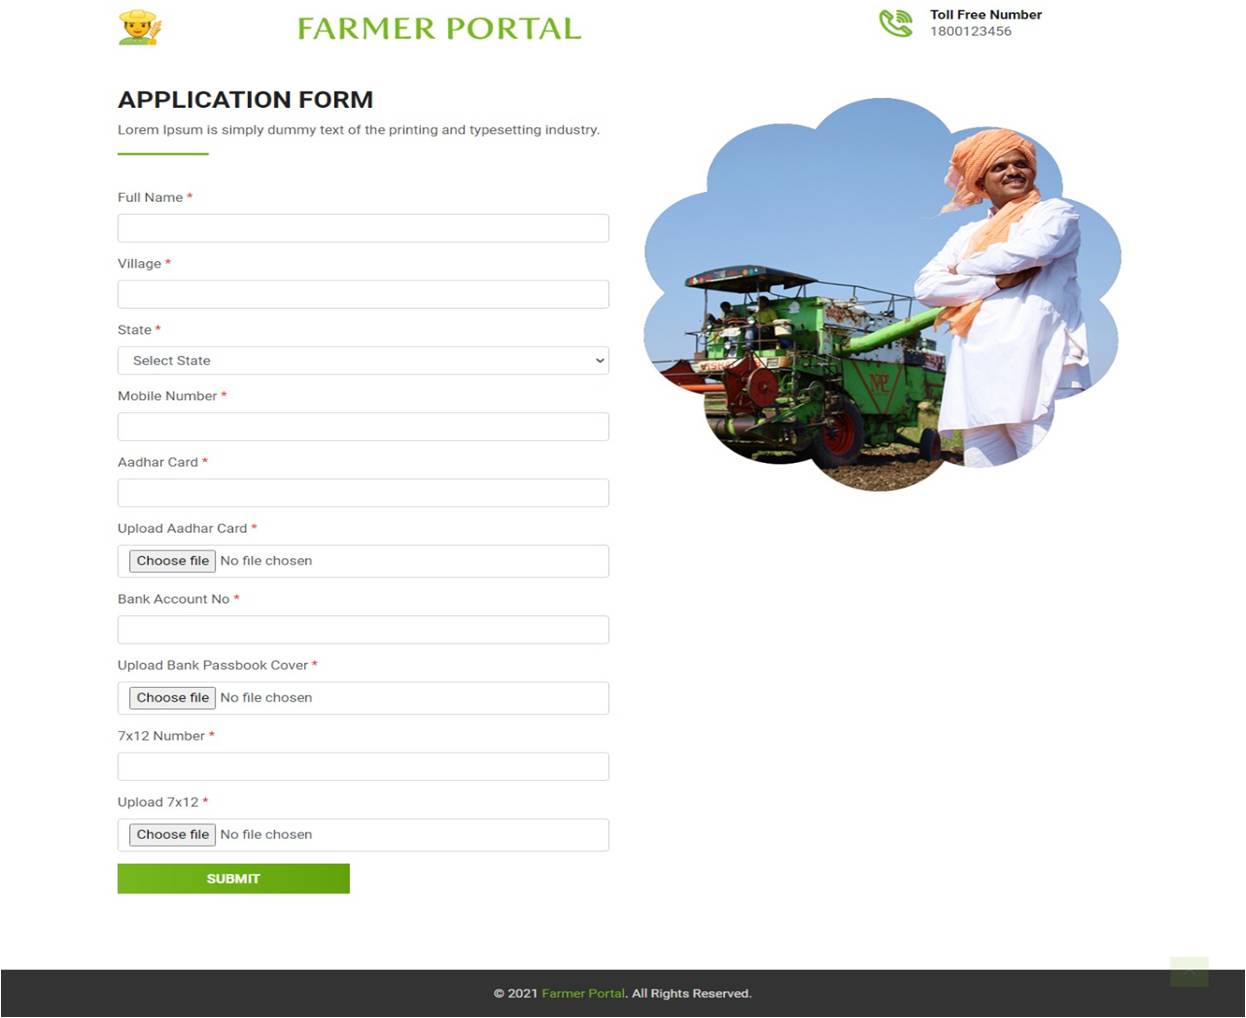 FARMER PORTAL
Toll Free Number
1800123456
APPLICATION FORM
Lorem Ipsum is simply dummy text of the printing and typesetting industry.
Full Name *
Village *
State *
Select State
Mobile Number *
Aadhar Card *
Upload Aadhar Card *
Choose file No file chosen
Bank Account No *
Upload Bank Passbook Cover *
Choose file No file chosen
7x12 Number *
Upload 7x12 *
Choose file No file chosen
SUBMIT
© 2021 Farmer Portal. All Rights Reserved.